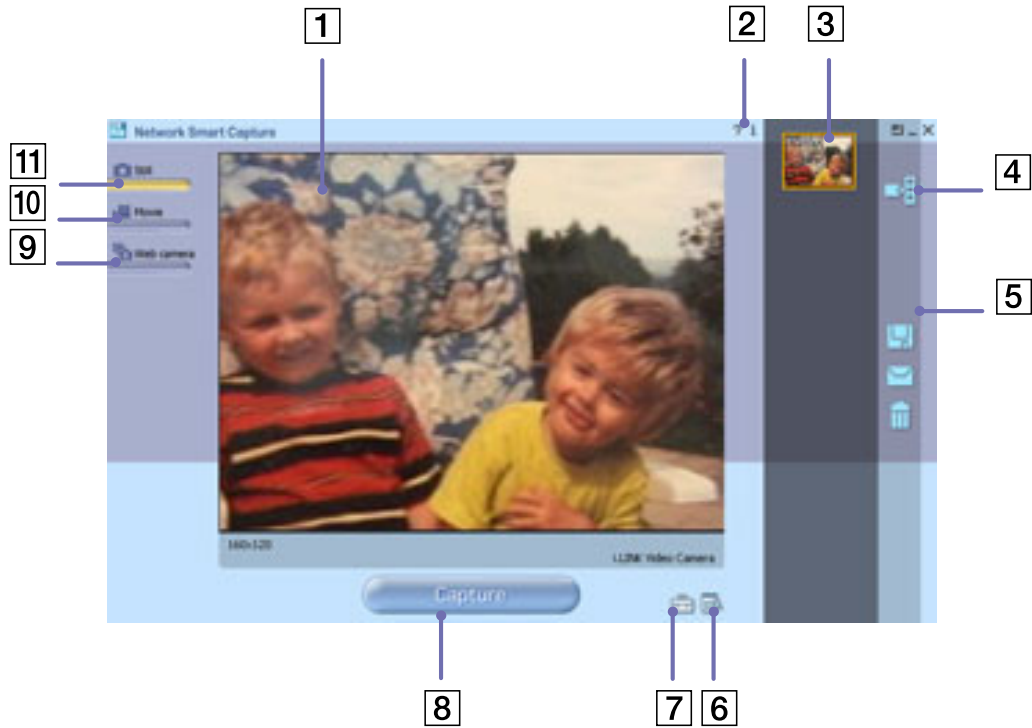 1
2
3
Network Smart Capture
? i
11
Still
4
10
Movie
9
Web camera
5
160x120
i.LINK Video Camera
Capture
8
7
6